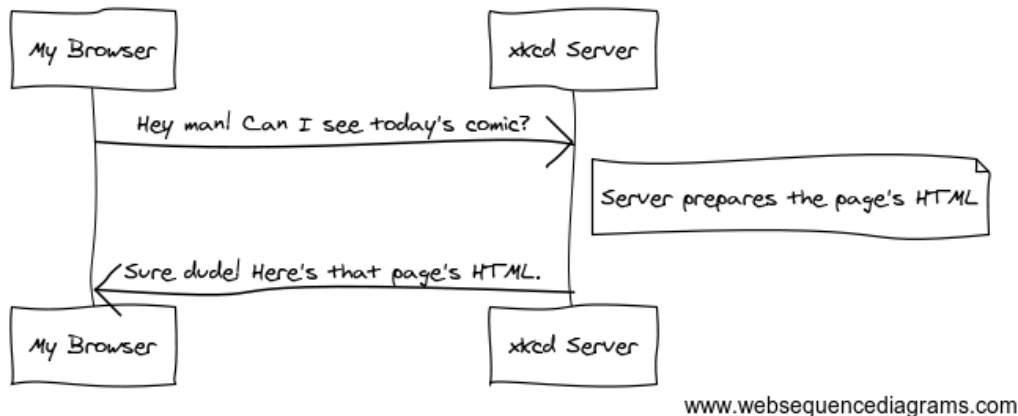 My Browser
xkcd Server
Hey man! Can I see today's comic?
Server prepares the page's HTML
Sure dude! Here's that page's HTML.
My Browser
xkcd Server
www.websequencediagrams.com